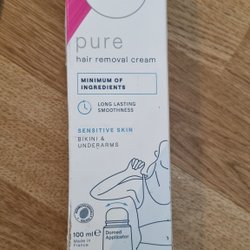 pure
hair removal cream
MINIMUM OF
INGREDIENTS
LONG LASTING
SMOOTHNESS
SENSITIVE SKIN
BIKINI &
UNDERARMS
100 ml ℮
Made in
France
Domed
Applicator